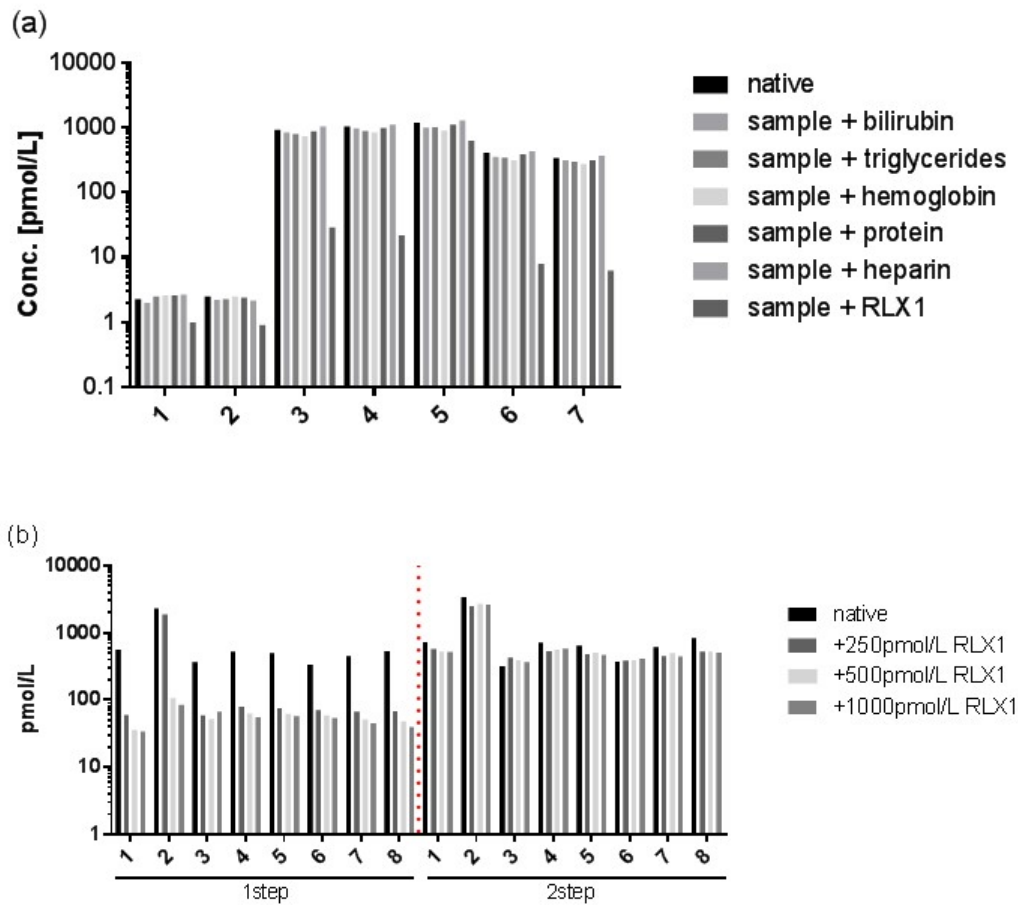 (a)
10000
1000
100
10
1
0.1
Conc. [pmol/L]
1 2 3 4 5 6 7
native
sample + bilirubin
sample + triglycerides
sample + hemoglobin
sample + protein
sample + heparin
sample + RLX1
(b)
10000
1000
100
10
1
pmol/L
1 2 3 4 5 6 7 8 1 2 3 4 5 6 7 8
1step 2step
native
+250pmol/L RLX1
+500pmol/L RLX1
+1000pmol/L RLX1